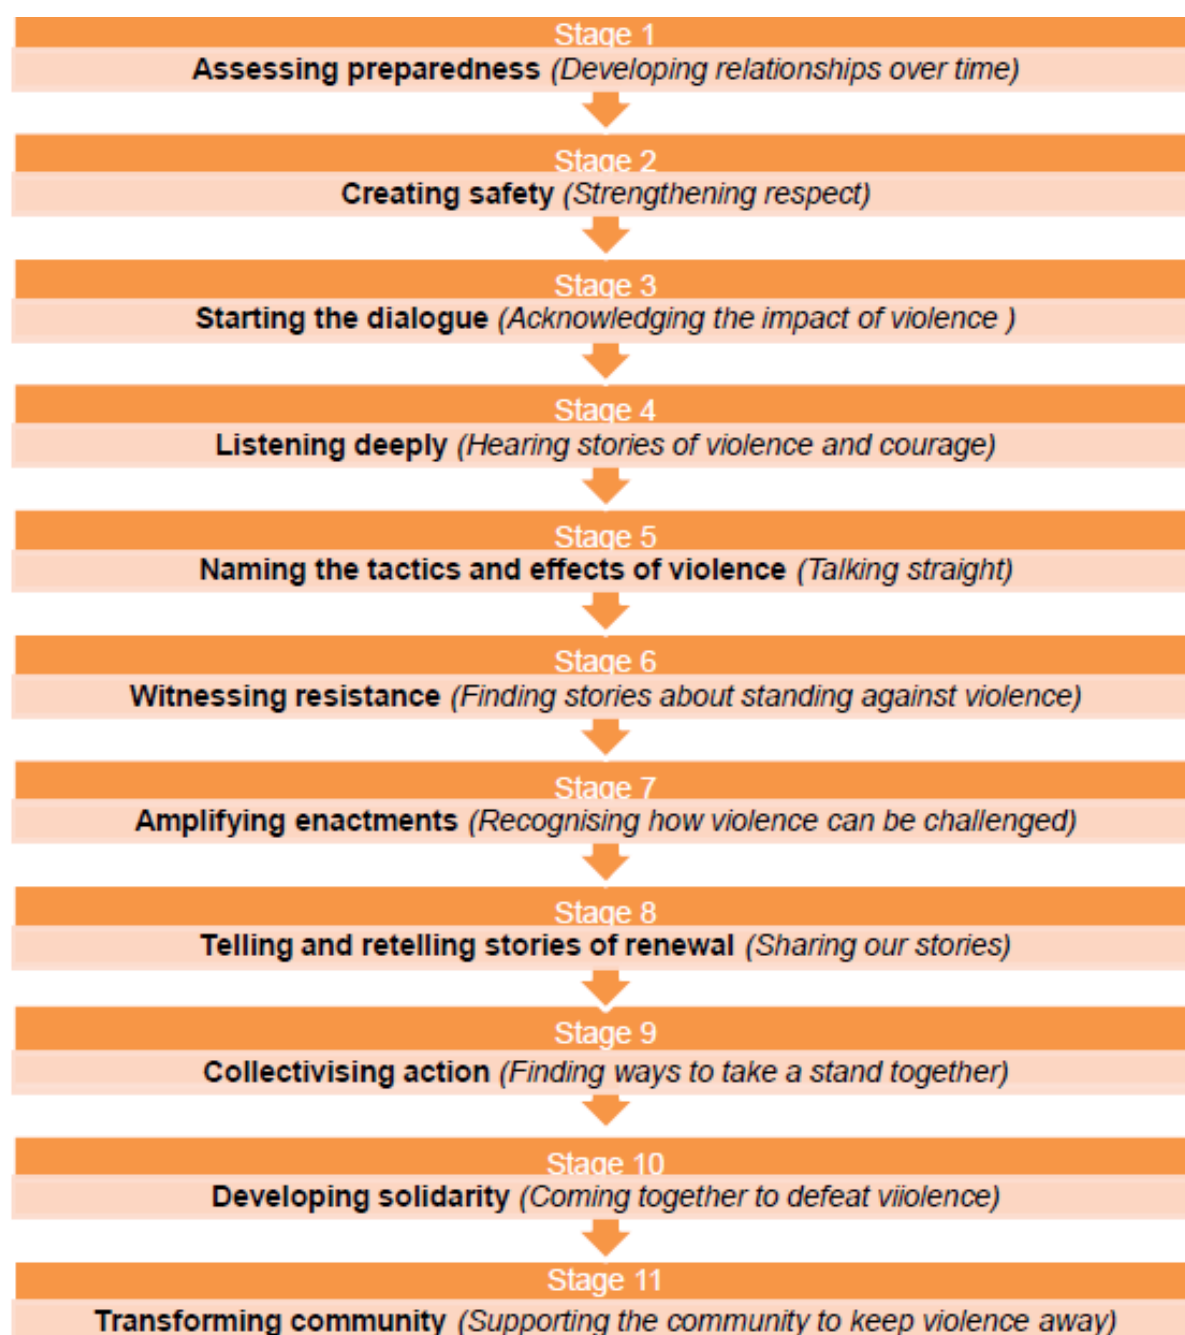 Stage 1
Assessing preparedness (Developing relationships over time)
Stage 2
Creating safety (Strengthening respect)
Stage 3
Starting the dialogue (Acknowledging the impact of violence )
Stage 4
Listening deeply (Hearing stories of violence and courage)
Stage 5
Naming the tactics and effects of violence (Talking straight)
Stage 6
Witnessing resistance (Finding stories about standing against violence)
Stage 7
Amplifying enactments (Recognising how violence can be challenged)
Stage 8
Telling and retelling stories of renewal (Sharing our stories)
Stage 9
Collectivising action (Finding ways to take a stand together)
Stage 10
Developing solidarity (Coming together to defeat viiolence)
Stage 11
Transforming community (Supporting the community to keep violence away)